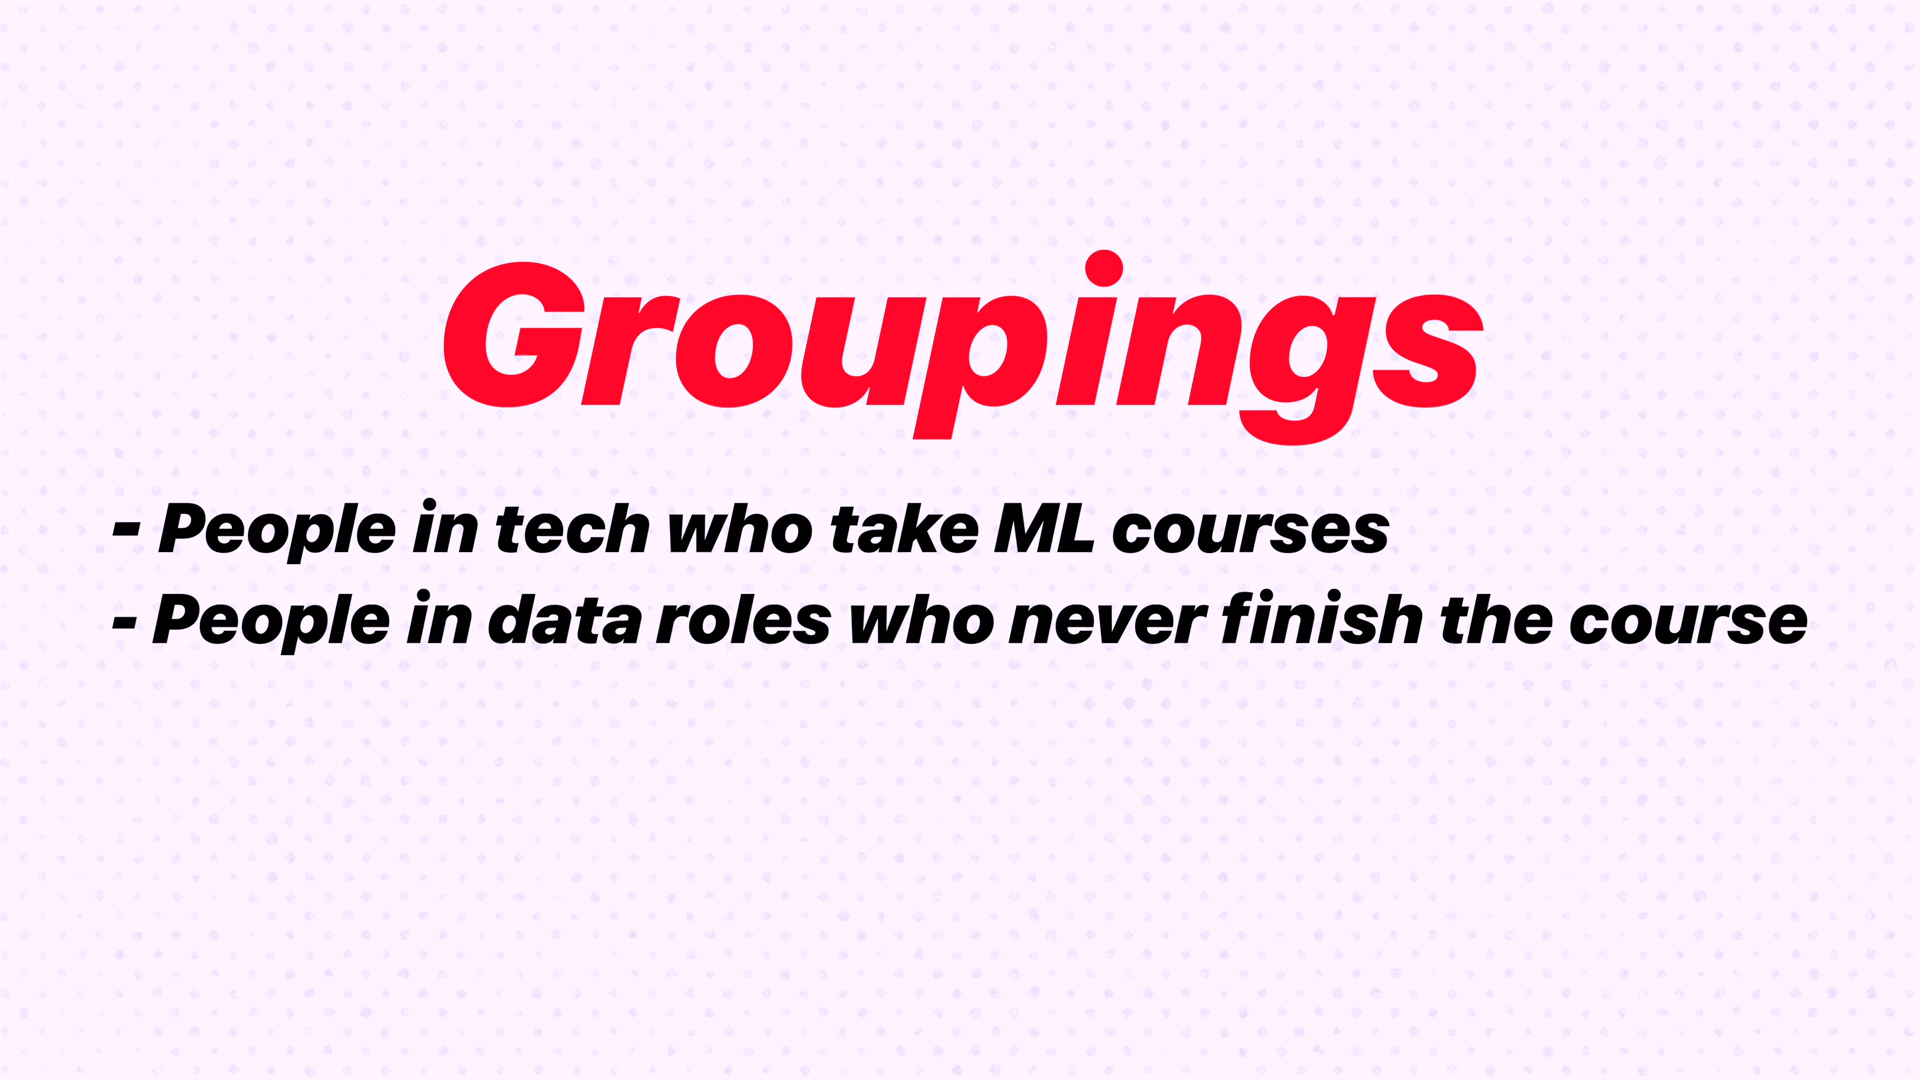 Groupings
- People in tech who take ML courses
- People in data roles who never finish the course